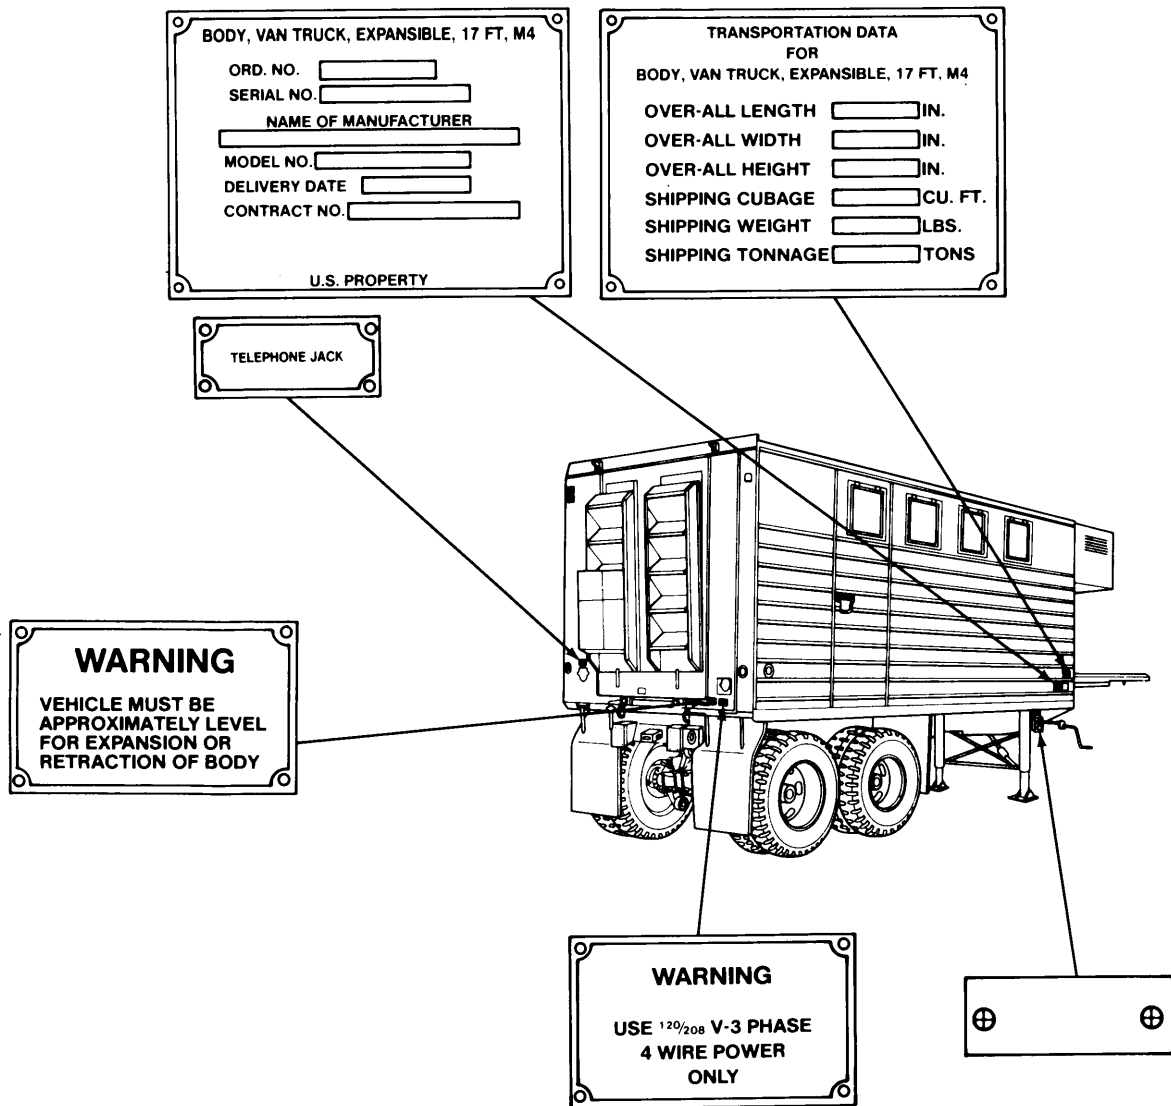 BODY, VAN TRUCK, EXPANSIBLE, 17 FT, M4
ORD. NO.
SERIAL NO.
NAME OF MANUFACTURER
MODEL NO.
DELIVERY DATE
CONTRACT NO.
U.S. PROPERTY
TRANSPORTATION DATA
FOR
BODY, VAN TRUCK, EXPANSIBLE, 17 FT, M4
OVER-ALL LENGTH IN.
OVER-ALL WIDTH IN.
OVER-ALL HEIGHT IN.
SHIPPING CUBAGE CU. FT.
SHIPPING WEIGHT LBS.
SHIPPING TONNAGE TONS
TELEPHONE JACK
WARNING
VEHICLE MUST BE
APPROXIMATELY LEVEL
FOR EXPANSION OR
RETRACTION OF BODY
WARNING
USE 120/208 V-3 PHASE
4 WIRE POWER
ONLY